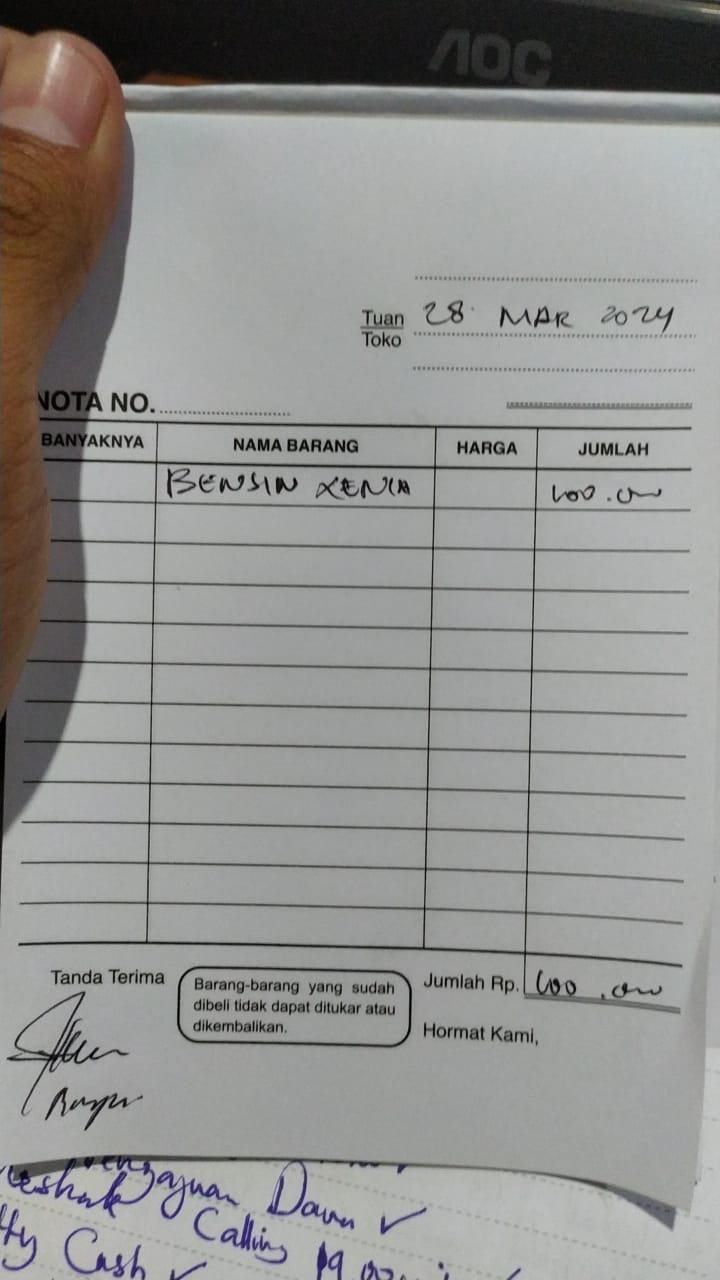 AOC
28 MAR 2024
Tuan
Toko
NOTA NO.
BANYAKNYA NAMA BARANG HARGA JUMLAH
BENSIN XENIA 100.000
Tanda Terima
Barang-barang yang sudah
dibeli tidak dapat ditukar atau
dikembalikan.
Jumlah Rp. 100.000
Hormat Kami,
Dana ✓
Calling
Cash ✓